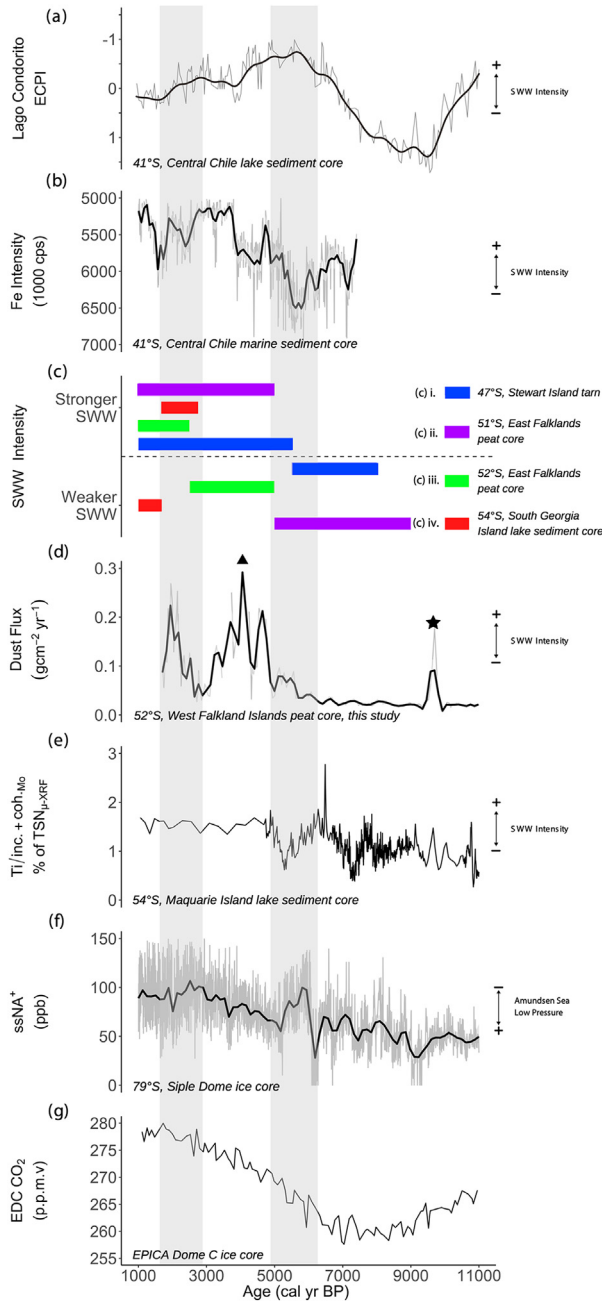 (a)
Lago Condorito
ECPI
-1
0
1
41°S, Central Chile lake sediment core
+
SWW Intensity
−
(b)
Fe Intensity
(1000 cps)
5000
5500
6000
6500
7000
41°S, Central Chile marine sediment core
+
SWW Intensity
−
(c)
SWW Intensity
Stronger
SWW
Weaker
SWW
(c) i.
47°S, Stewart Island tarn
(c) ii.
51°S, East Falklands
peat core
(c) iii.
52°S, East Falklands
peat core
(c) iv.
54°S, South Georgia
Island lake sediment core
(d)
Dust Flux
(gcm⁻² yr⁻¹)
0.3
0.2
0.1
0.0
52°S, West Falkland Islands peat core, this study
+
SWW Intensity
−
(e)
Ti/inc. + coh.Mo
% of TSNμ-XRF
3
2
1
0
54°S, Maquarie Island lake sediment core
+
SWW Intensity
−
(f)
ssNA⁺
(ppb)
150
100
50
0
79°S, Siple Dome ice core
−
Amundsen Sea
Low Pressure
+
(g)
EDC CO₂
(p.p.m.v)
280
275
270
265
260
255
EPICA Dome C ice core
1000 3000 5000 7000 9000 11000
Age (cal yr BP)